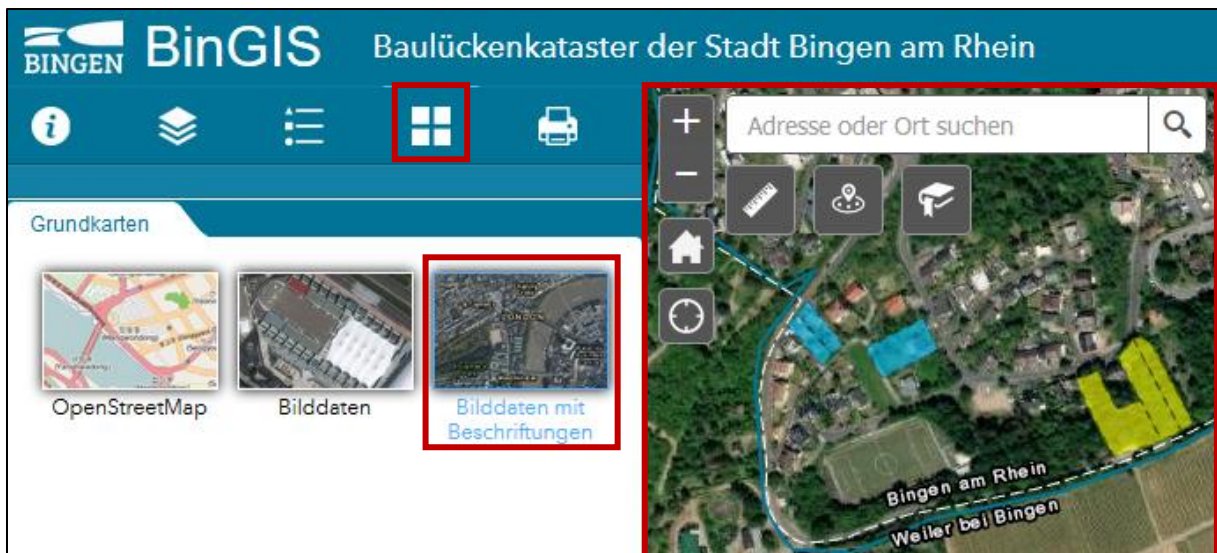 BINGEN
BinGIS
Baulückenkataster der Stadt Bingen am Rhein
Adresse oder Ort suchen
Grundkarten
OpenStreetMap
Bilddaten
LONDON
Bilddaten mit
Beschriftungen
Bingen am Rhein
Weiler bei Bingen